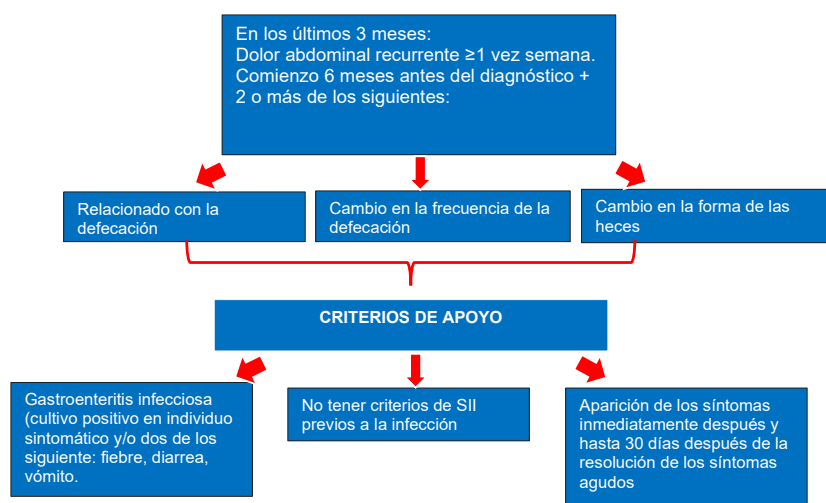 En los últimos 3 meses:
Dolor abdominal recurrente ≥1 vez semana.
Comienzo 6 meses antes del diagnóstico +
2 o más de los siguientes:
Relacionado con la
defecación
Cambio en la frecuencia de la
defecación
Cambio en la forma de las
heces
CRITERIOS DE APOYO
Gastroenteritis infecciosa
(cultivo positivo en individuo
sintomático y/o dos de los
siguiente: fiebre, diarrea,
vómito.
No tener criterios de SII
previos a la infección
Aparición de los síntomas
inmediatamente después y
hasta 30 días después de la
resolución de los síntomas
agudos